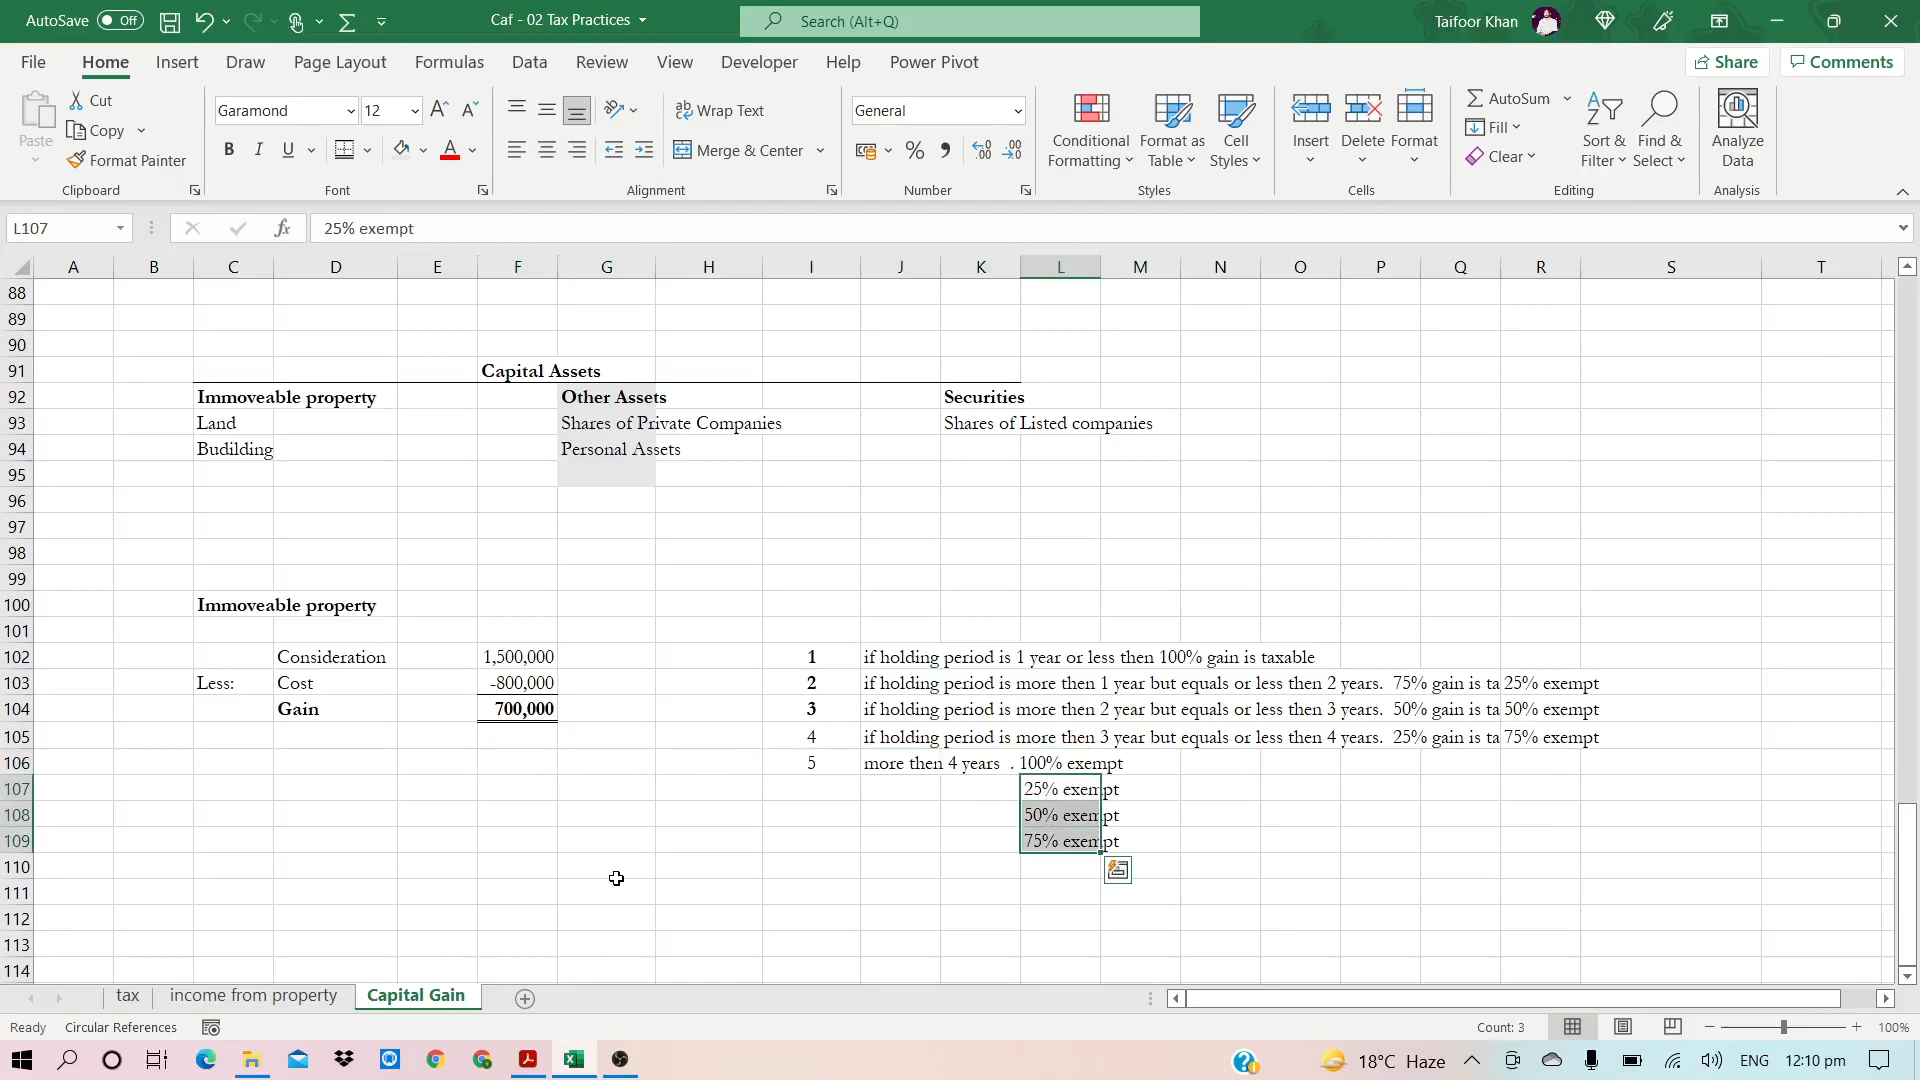 AutoSave Off Caf - 02 Tax Practices Search (Alt+Q) Taifoor Khan
File Home Insert Draw Page Layout Formulas Data Review View Developer Help Power Pivot Share Comments
Paste Cut Copy Format Painter Clipboard
Garamond 12 B I U A Font
Wrap Text Merge & Center Alignment
General % , Number
Conditional Formatting Format as Table Cell Styles Styles
Insert Delete Format Cells
AutoSum Fill Clear Sort & Filter Find & Select Editing
Analyze Data Analysis
L107 fx 25% exempt
A B C D E F G H I J K L M N O P Q R S T
88
89
90
91 Capital Assets
92 Immoveable property Other Assets Securities
93 Land Shares of Private Companies Shares of Listed companies
94 Budilding Personal Assets
95
96
97
98
99
100 Immoveable property
101
102 Consideration 1,500,000 1 if holding period is 1 year or less then 100% gain is taxable
103 Less: Cost -800,000 2 if holding period is more then 1 year but equals or less then 2 years. 75% gain is ta 25% exempt
104 Gain 700,000 3 if holding period is more then 2 year but equals or less then 3 years. 50% gain is ta 50% exempt
105 4 if holding period is more then 3 year but equals or less then 4 years. 25% gain is ta 75% exempt
106 5 more then 4 years . 100% exempt
107 25% exempt
108 50% exempt
109 75% exempt
110
111
112
113
114
tax income from property Capital Gain
Ready Circular References Count: 3 100%
18°C Haze ENG 12:10 pm